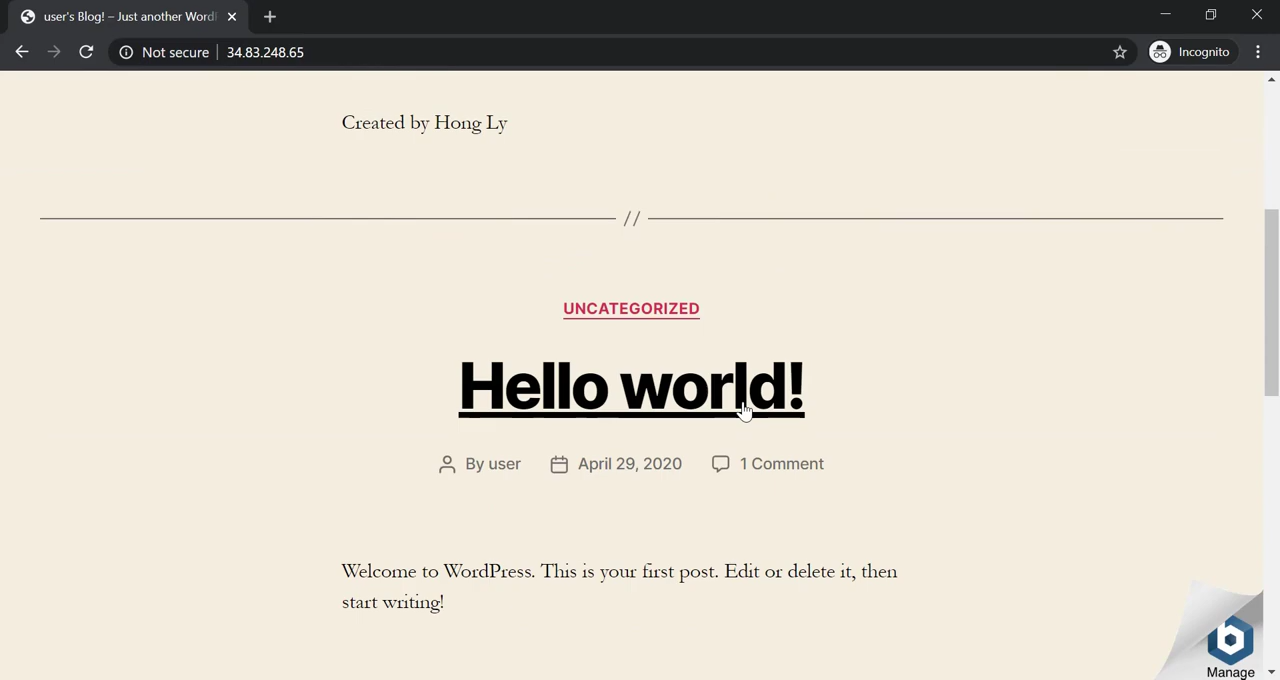 user's Blog! – Just another Word
Not secure 34.83.248.65 Incognito
Created by Hong Ly
//
UNCATEGORIZED
Hello world!
By user April 29, 2020 1 Comment
Welcome to WordPress. This is your first post. Edit or delete it, then
start writing!
b
Manage